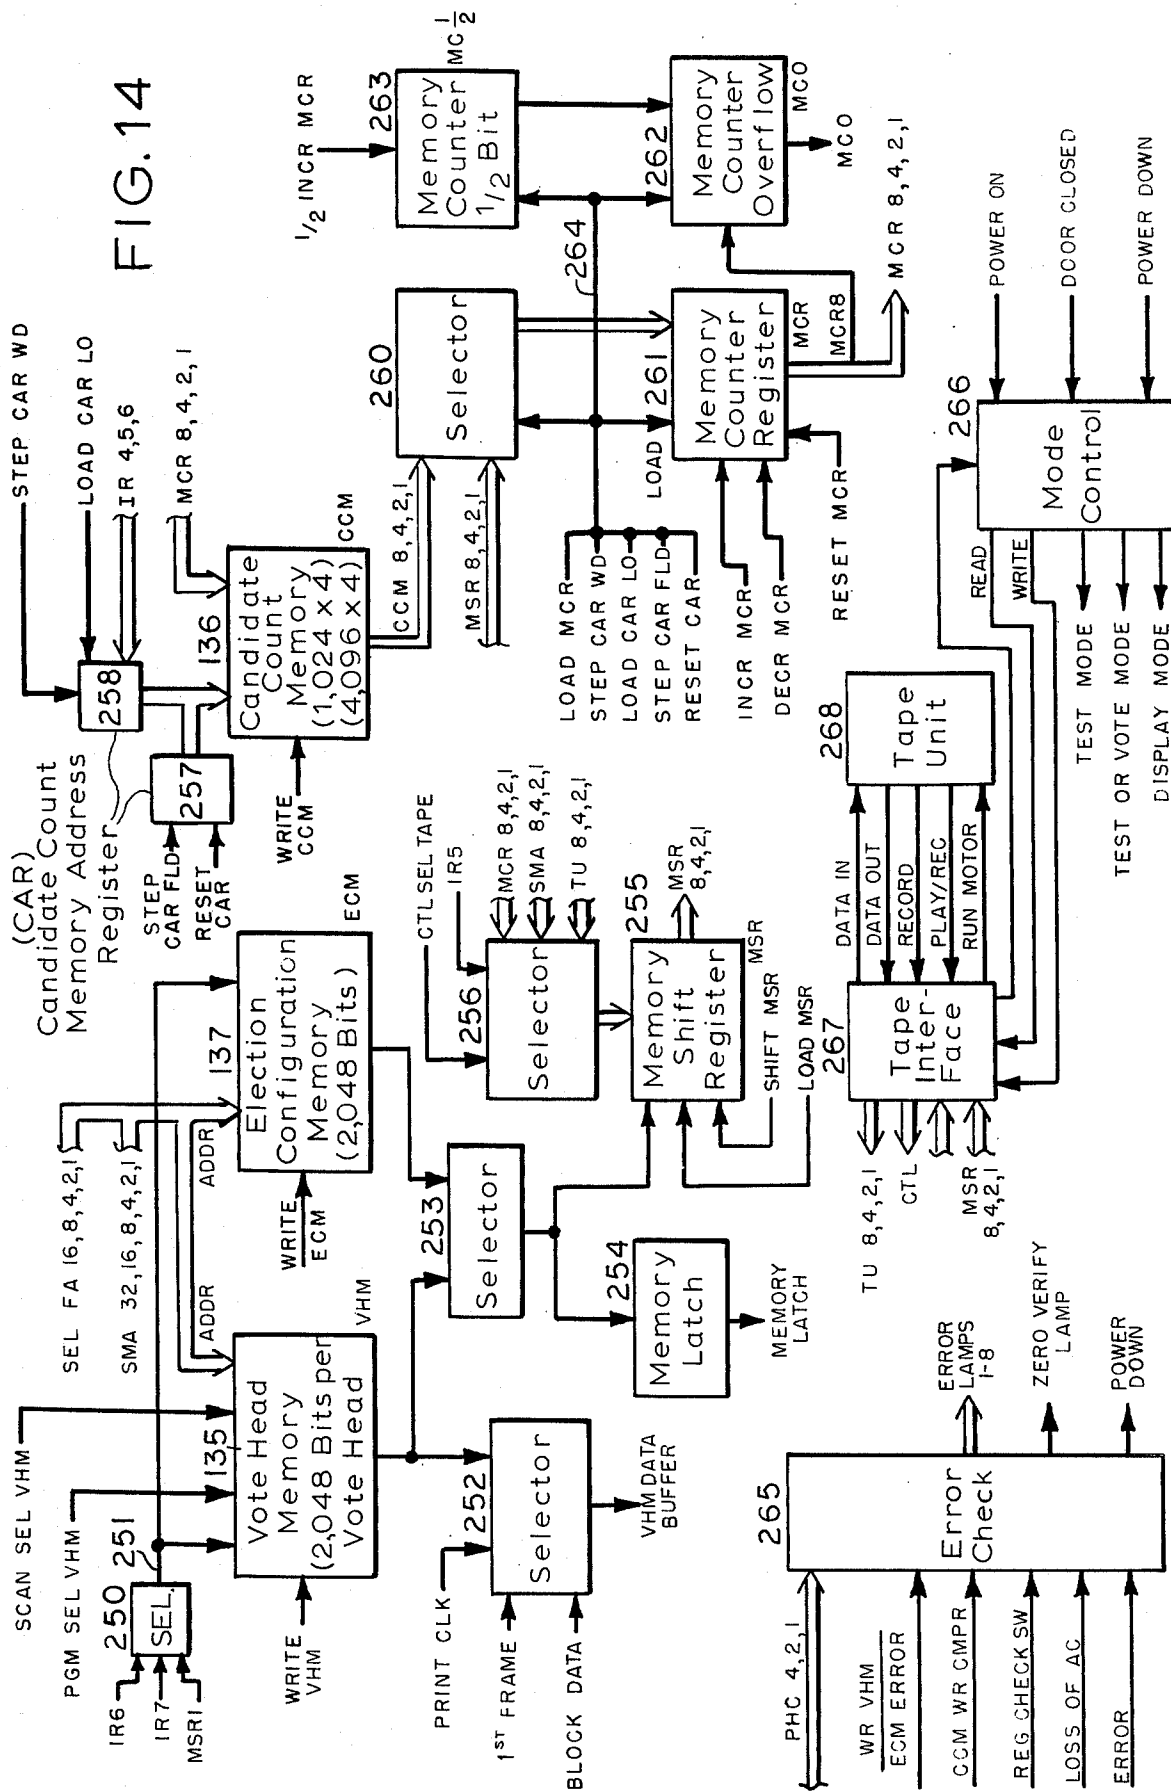 FIG. 14
SCAN SEL VHM
PGM SEL VHM
IR6
IR7
MSR1
250
SEL.
251
SEL FA 16,8,4,2,1
SMA 32,16,8,4,2,1
ADDR
ADDR
135
Vote Head
Memory
(2,048 Bits per
Vote Head
VHM
WRITE
VHM
137
Election
Configuration
Memory
(2,048 Bits)
ECM
WRITE
ECM
(CAR)
Candidate Count
Memory Address
Register
STEP CAR WD
LOAD CAR LO
IR 4,5,6
MCR 8,4,2,1
258
257
STEP
CAR FLD
RESET
CAR
136
Candidate
Count
Memory
(1,024 x 4)
(4,096 x 4)
CCM
WRITE
CCM
CCM 8,4,2,1
MSR 8,4,2,1
260
Selector
1/2 INCR MCR
263
Memory
Counter
1/2 Bit
MC 1/2
264
262
Memory
Counter
Overflow
MCO
MCO
261
LOAD
Memory
Counter
Register
MCR
MCR8
MCR 8,4,2,1
LOAD MCR
STEP CAR WD
LOAD CAR LO
STEP CAR FLD
RESET CAR
INCR MCR
DECR MCR
RESET MCR
PRINT CLK
1ST FRAME
BLOCK DATA
252
Selector
VHM DATA
BUFFER
253
Selector
254
Memory
Latch
MEMORY
LATCH
CTL SEL TAPE
IR5
MCR 8,4,2,1
SMA 8,4,2,1
TU 8,4,2,1
256
Selector
255
Memory
Shift
Register
MSR
8,4,2,1
MSR
SHIFT MSR
LOAD MSR
PHC 4,2,1
WR VHM
ECM ERROR
CCM WR CMPR
REG CHECK SW
LOSS OF AC
ERROR
265
Error
Check
ERROR
LAMPS
1-8
ZERO VERIFY
LAMP
POWER
DOWN
TU 8,4,2,1
CTL
MSR
8,4,2,1
267
Tape
Inter-
Face
DATA IN
DATA OUT
RECORD
PLAY/REC
RUN MOTOR
268
Tape
Unit
READ
WRITE
266
Mode
Control
POWER ON
DOOR CLOSED
POWER DOWN
TEST MODE
TEST OR VOTE MODE
DISPLAY MODE